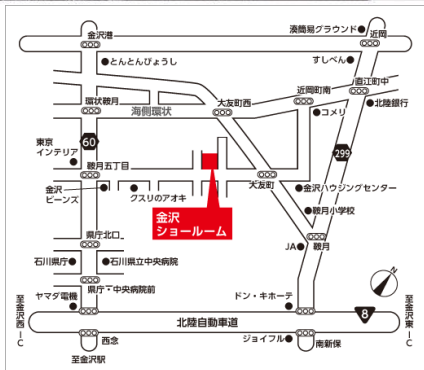 金沢港
湊簡易グラウンド
近岡
とんとんびょうし
すしべん
直江町中
環状鞍月
海側環状
大友町西
近岡町南
北陸銀行
コメリ
東京
インテリア
60
299
鞍月五丁目
金沢
ビーンズ
クスリのアオキ
大友町
金沢ハウジングセンター
金沢
ショールーム
鞍月小学校
県庁北口
JA
鞍月
石川県庁
石川県立中央病院
N
県庁・中央病院前
ヤマダ電機
ドン・キホーテ
至金沢西IC
北陸自動車道
8
至金沢東IC
西念
ジョイフル
南新保
至金沢駅